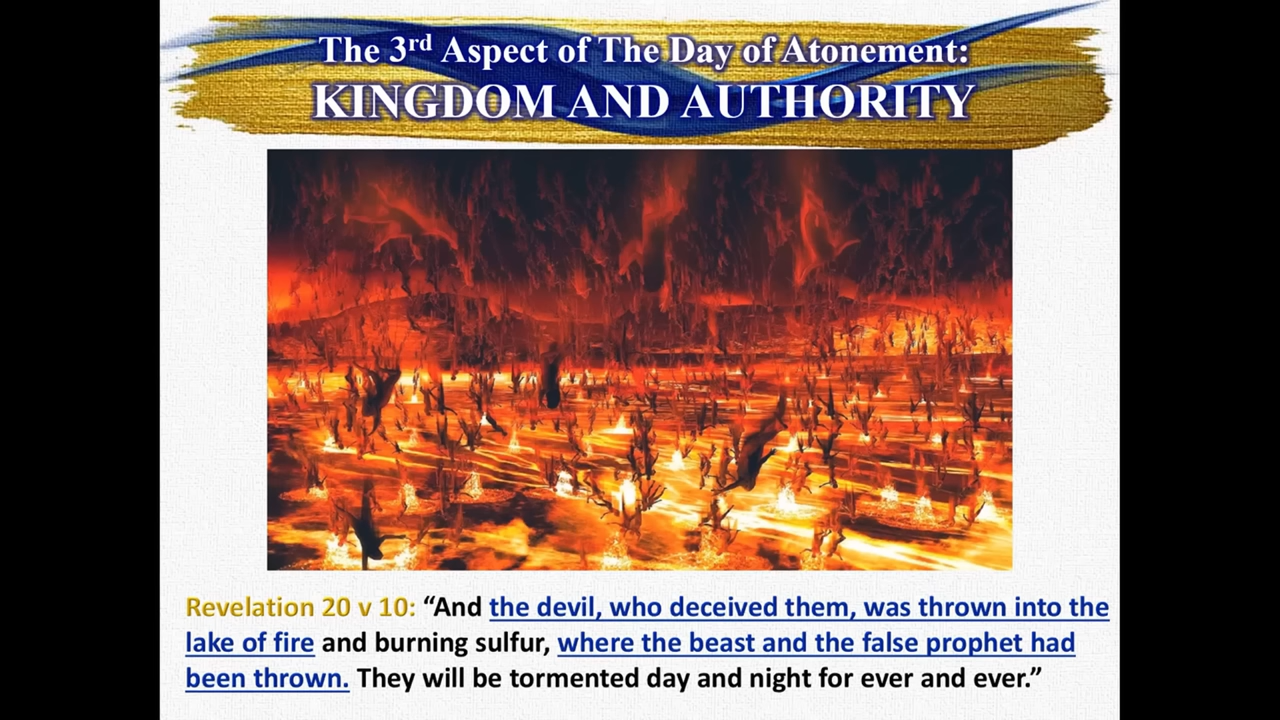 The 3rd Aspect of The Day of Atonement:
KINGDOM AND AUTHORITY
Revelation 20 v 10: “And the devil, who deceived them, was thrown into the
lake of fire and burning sulfur, where the beast and the false prophet had
been thrown. They will be tormented day and night for ever and ever.”